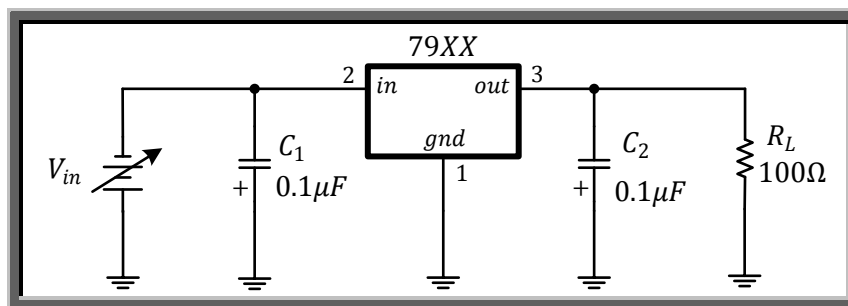 79XX
2
in
out
3
gnd
1
V_in
C_1
+
0.1μF
C_2
+
0.1μF
R_L
100Ω